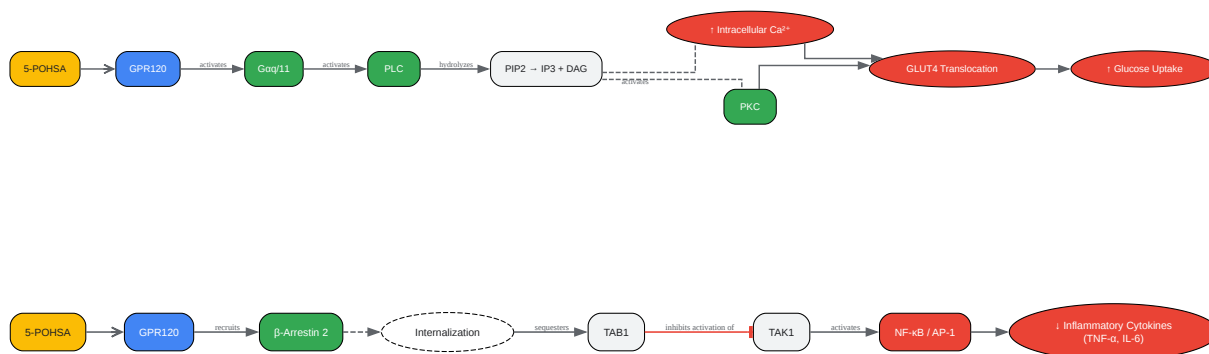 ↑ Intracellular Ca²⁺
5-POHSA
GPR120
activates
Gαq/11
activates
PLC
hydrolyzes
PIP2 → IP3 + DAG
activates
PKC
GLUT4 Translocation
↑ Glucose Uptake
5-POHSA
GPR120
recruits
β-Arrestin 2
Internalization
sequesters
TAB1
inhibits activation of
TAK1
activates
NF-κB / AP-1
↓ Inflammatory Cytokines
(TNF-α, IL-6)